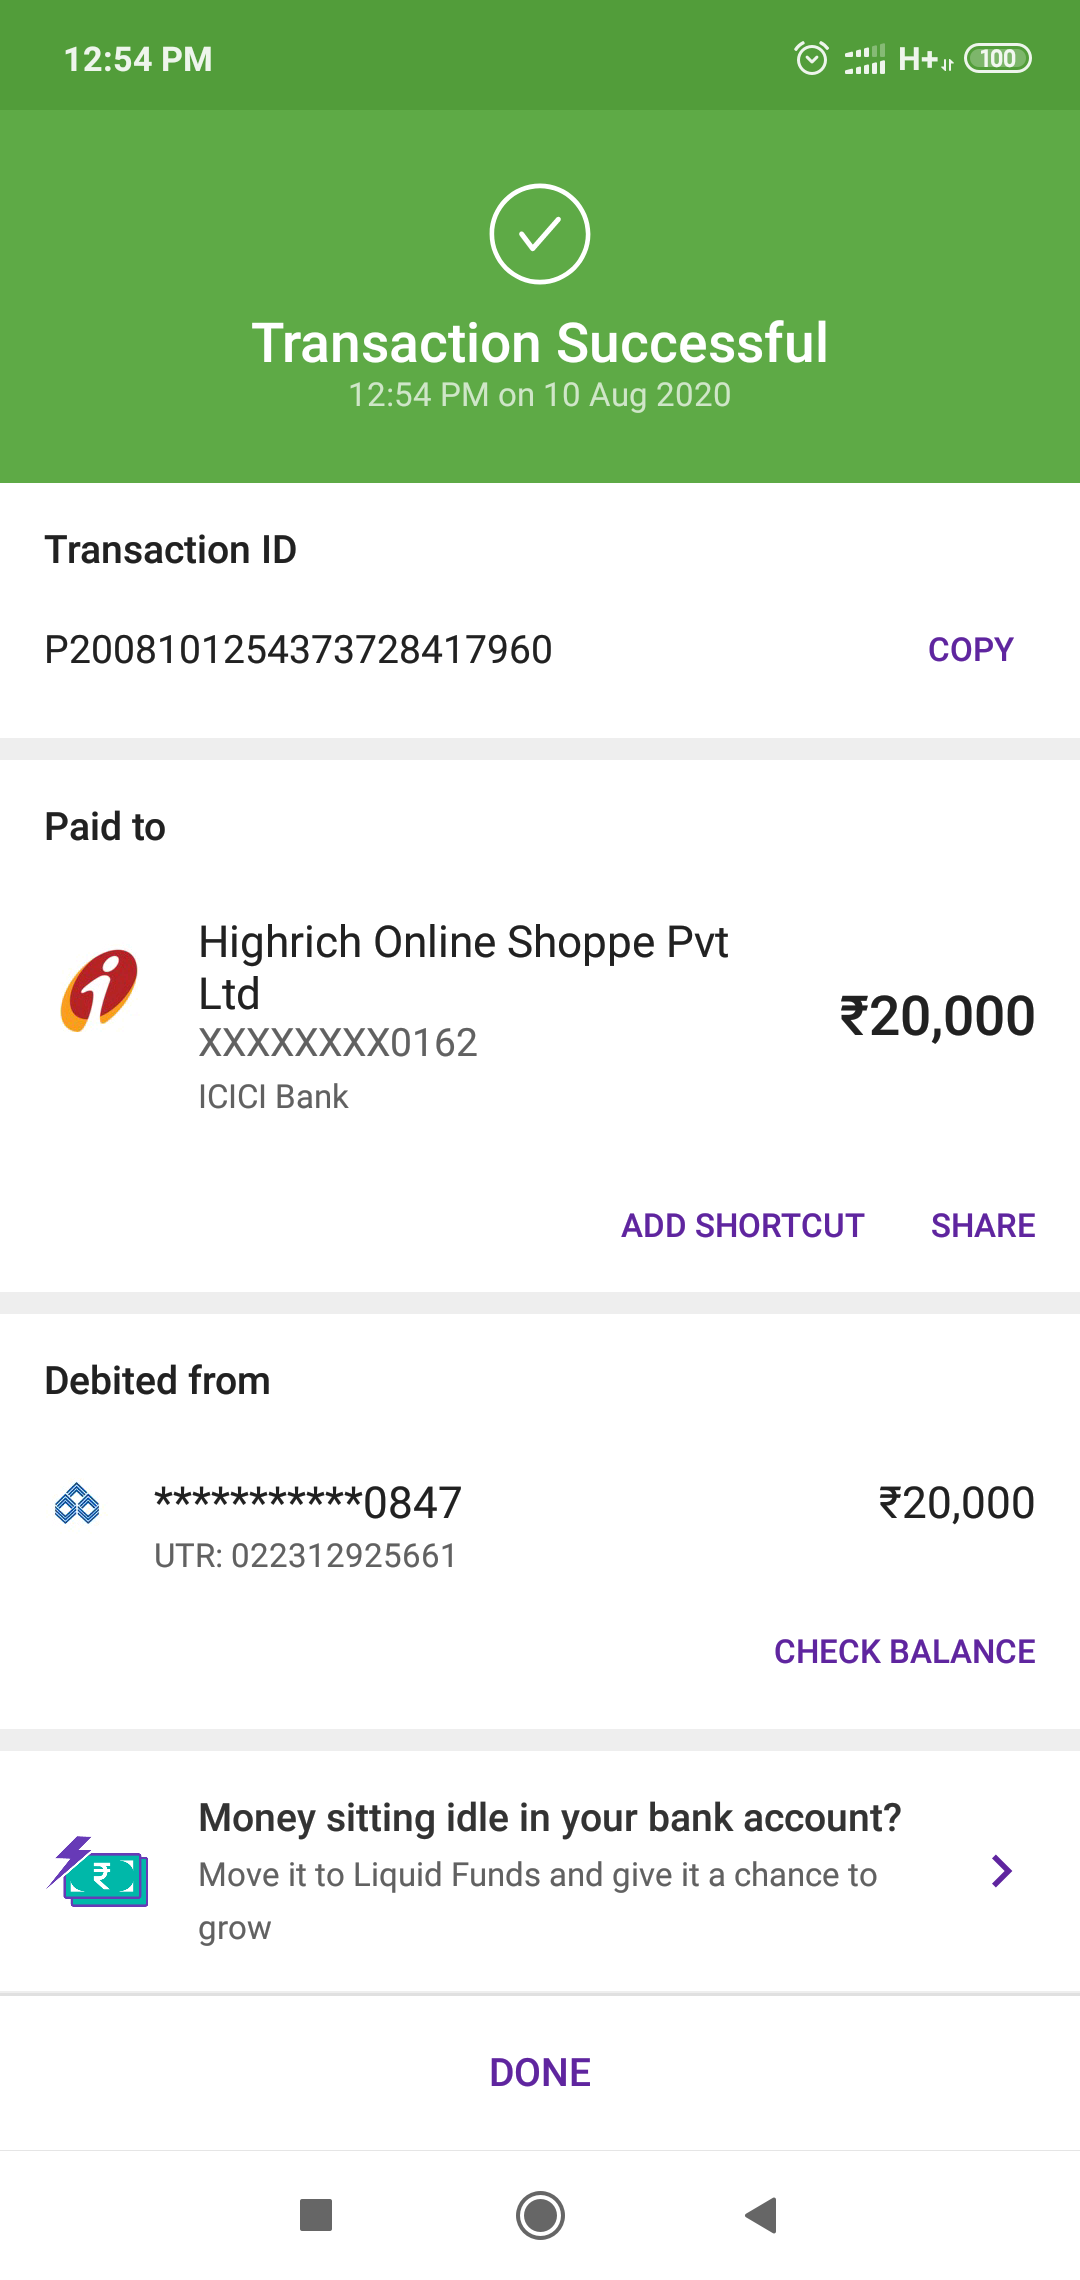 12:54 PM H+ 100
Transaction Successful
12:54 PM on 10 Aug 2020
Transaction ID
P2008101254373728417960 COPY
Paid to
Highrich Online Shoppe Pvt
Ltd
XXXXXXXX0162
₹20,000
ICICI Bank
ADD SHORTCUT SHARE
Debited from
***********0847 ₹20,000
UTR: 022312925661
CHECK BALANCE
Money sitting idle in your bank account?
Move it to Liquid Funds and give it a chance to
grow
DONE